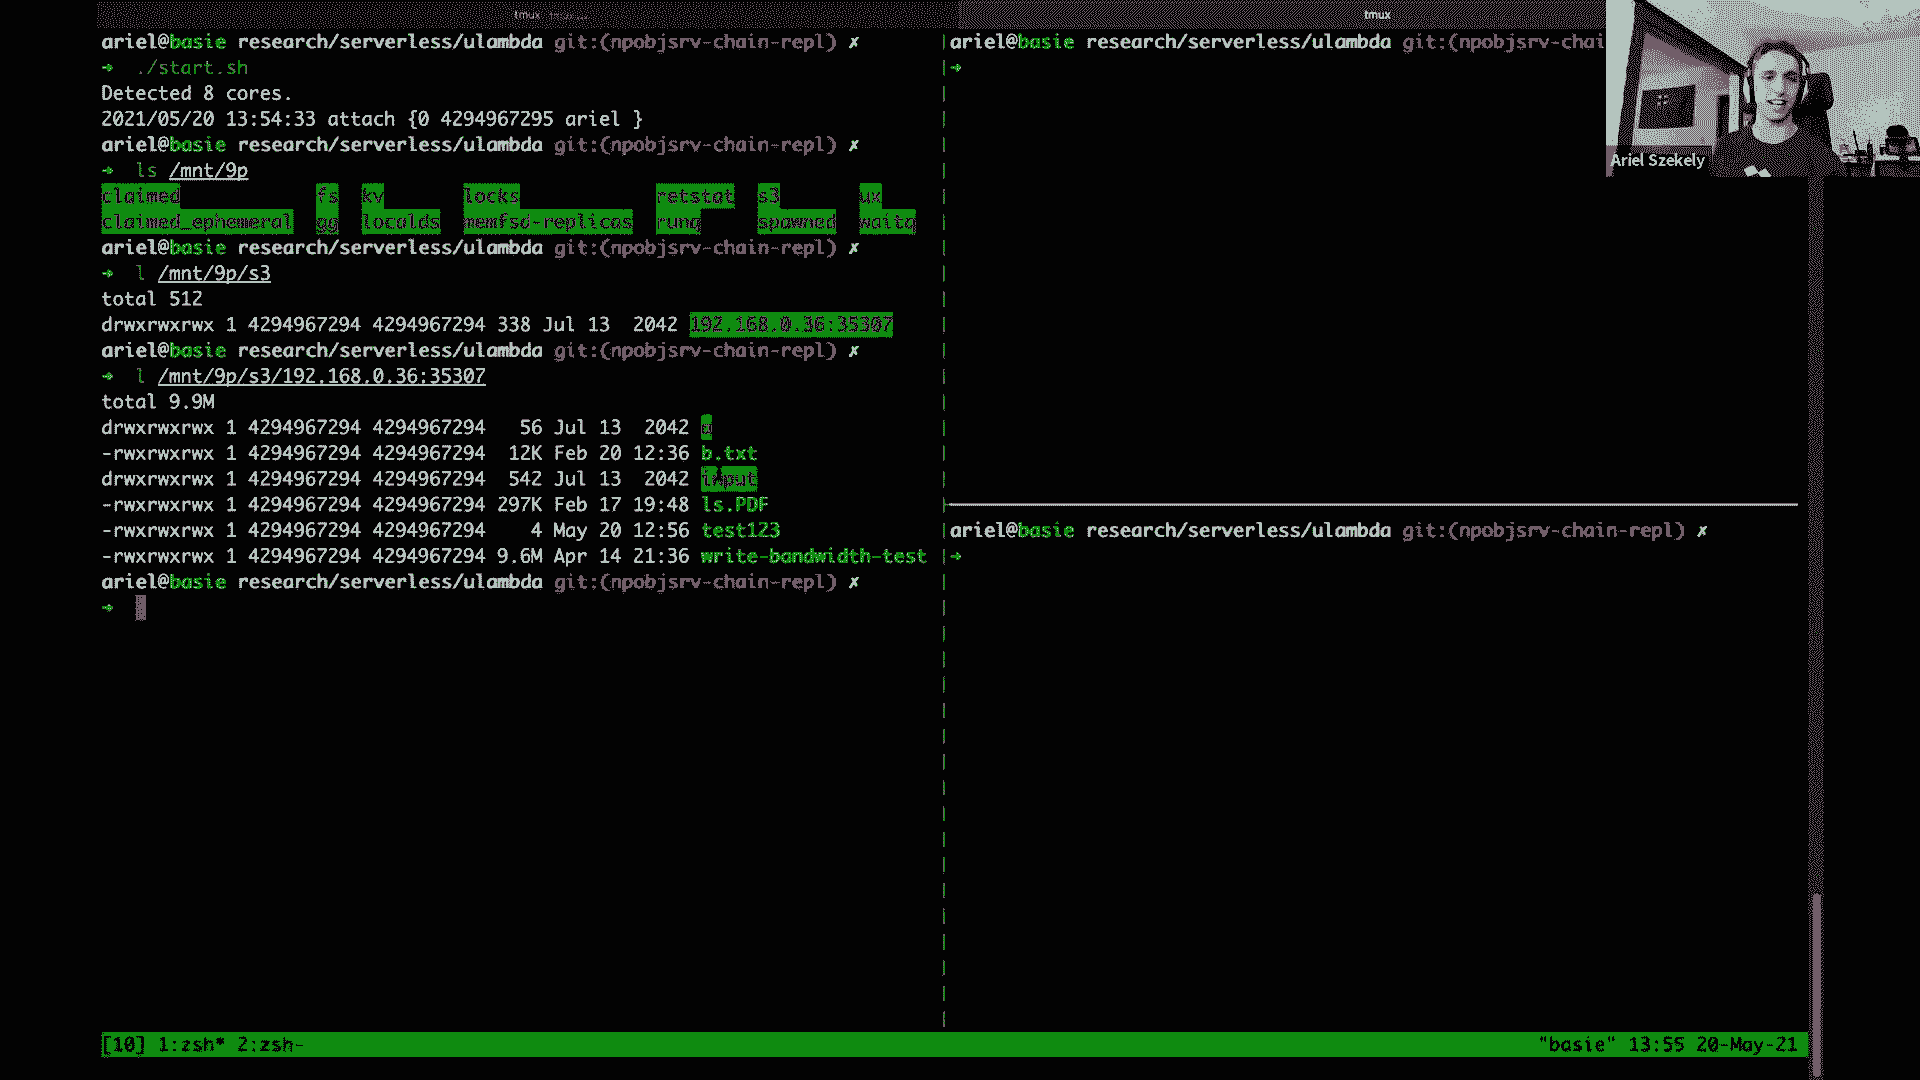 tmux
tmux
ariel@basie research/serverless/ulambda git:(npobjsrv-chain-repl) ✗
➜ ./start.sh
Detected 8 cores.
2021/05/20 13:54:33 attach {0 4294967295 ariel }
ariel@basie research/serverless/ulambda git:(npobjsrv-chain-repl) ✗
➜ ls /mnt/9p
claimed fs kv locks retstat s3 ux
claimed_ephemeral gg localds memfsd-replicas runq spawned waitq
ariel@basie research/serverless/ulambda git:(npobjsrv-chain-repl) ✗
➜ l /mnt/9p/s3
total 512
drwxrwxrwx 1 4294967294 4294967294 338 Jul 13 2042 192.168.0.36:35307
ariel@basie research/serverless/ulambda git:(npobjsrv-chain-repl) ✗
➜ l /mnt/9p/s3/192.168.0.36:35307
total 9.9M
drwxrwxrwx 1 4294967294 4294967294 56 Jul 13 2042 a
-rwxrwxrwx 1 4294967294 4294967294 12K Feb 20 12:36 b.txt
drwxrwxrwx 1 4294967294 4294967294 542 Jul 13 2042 input
-rwxrwxrwx 1 4294967294 4294967294 297K Feb 17 19:48 ls.PDF
-rwxrwxrwx 1 4294967294 4294967294 4 May 20 12:56 test123
-rwxrwxrwx 1 4294967294 4294967294 9.6M Apr 14 21:36 write-bandwidth-test
ariel@basie research/serverless/ulambda git:(npobjsrv-chain-repl) ✗
➜
ariel@basie research/serverless/ulambda git:(npobjsrv-chai
➜
ariel@basie research/serverless/ulambda git:(npobjsrv-chain-repl) ✗
➜
Ariel Szekely
[10] 1:zsh* 2:zsh- "basie" 13:55 20-May-21